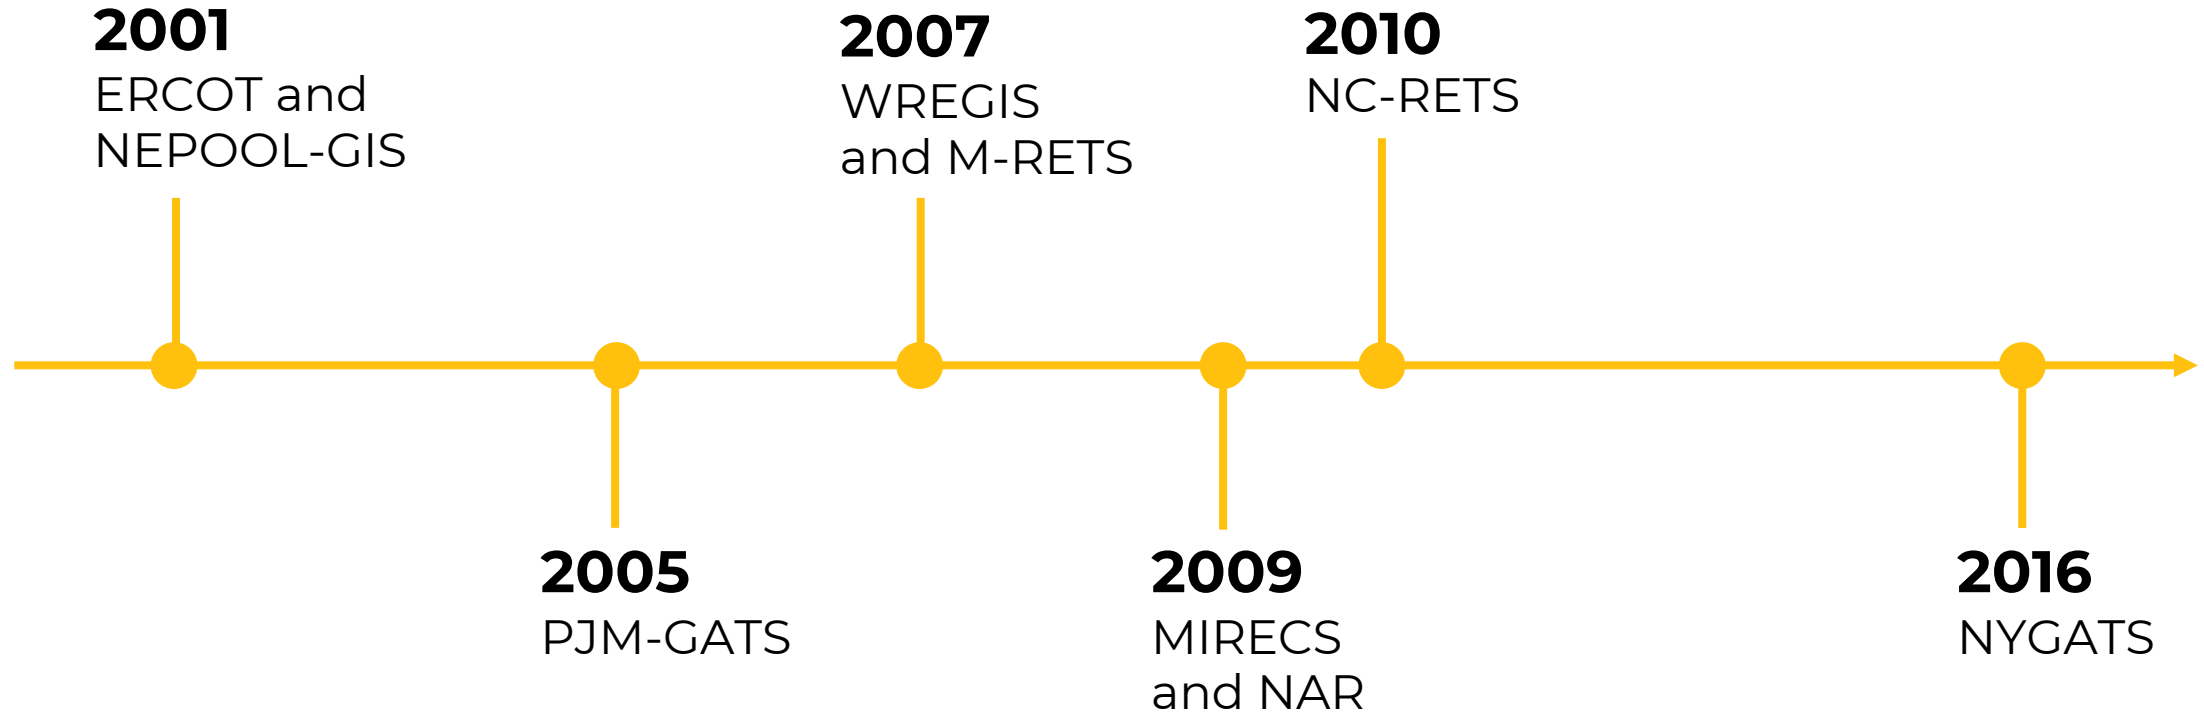 2001
ERCOT and
NEPOOL-GIS
2005
PJM-GATS
2007
WREGIS
and M-RETS
2009
MIRECS
and NAR
2010
NC-RETS
2016
NYGATS